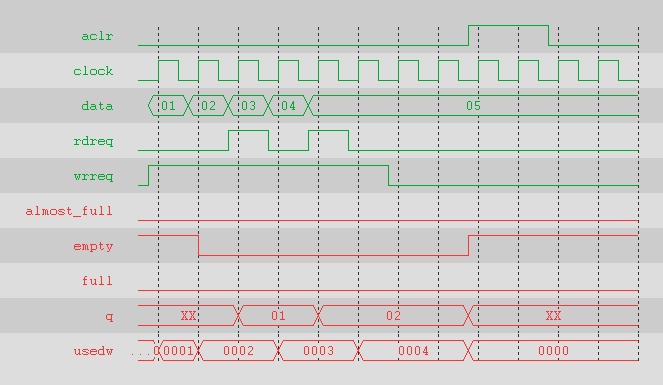 aclr
clock
data 01 02 03 04 05
rdreq
wrreq
almost_full
empty
full
q XX 01 02 XX
usedw ...0 0001 0002 0003 0004 0000